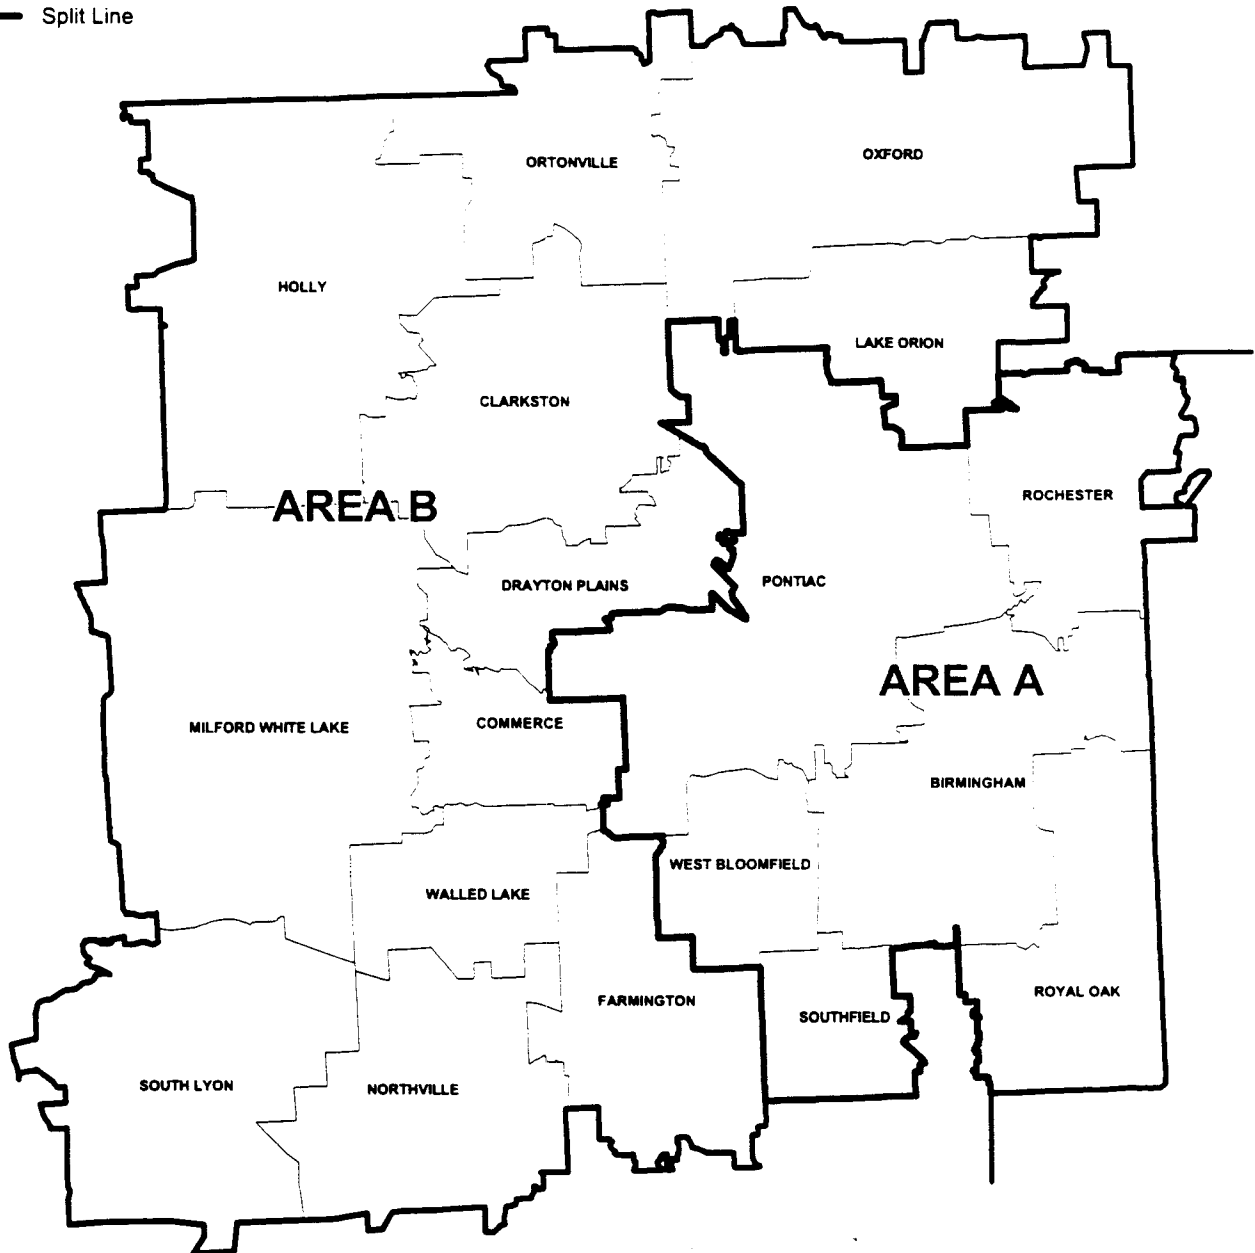 Split Line
ORTONVILLE
OXFORD
HOLLY
LAKE ORION
CLARKSTON
ROCHESTER
AREA B
DRAYTON PLAINS
PONTIAC
AREA A
MILFORD WHITE LAKE
COMMERCE
BIRMINGHAM
WEST BLOOMFIELD
WALLED LAKE
ROYAL OAK
FARMINGTON
SOUTHFIELD
SOUTH LYON
NORTHVILLE